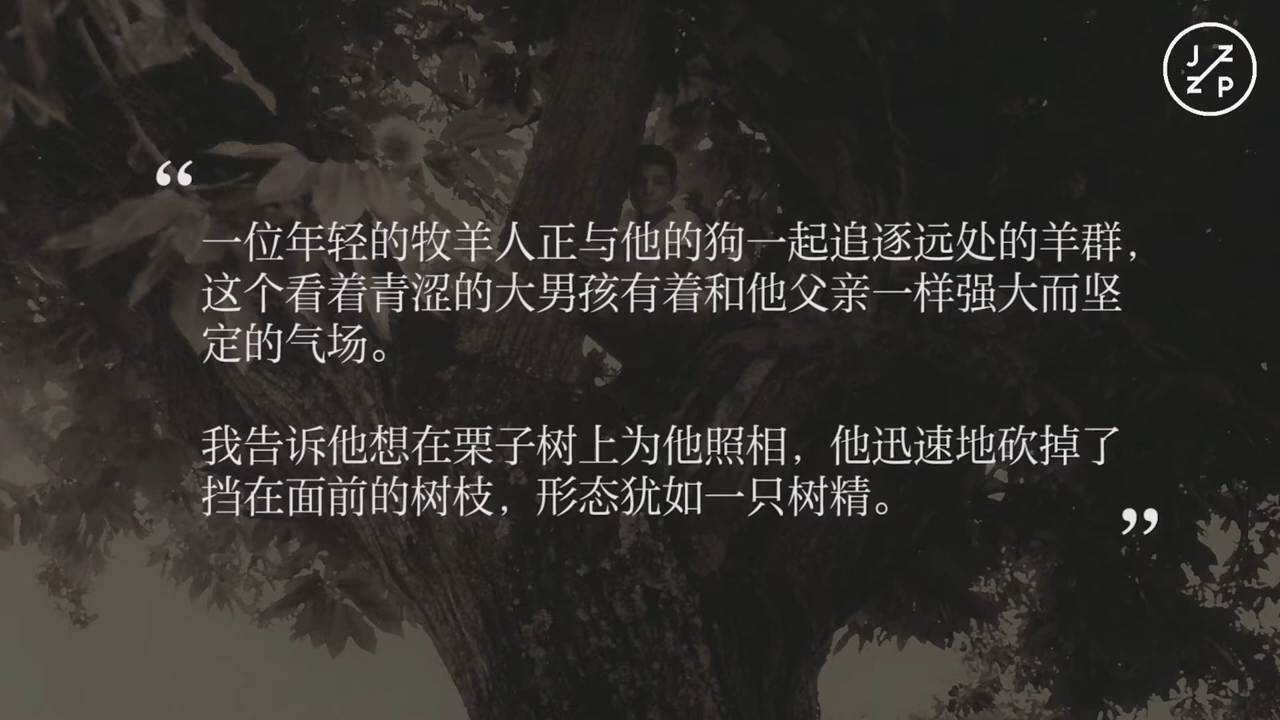 JZ
ZP
“
一位年轻的牧羊人正与他的狗一起追逐远处的羊群，
这个看着青涩的大男孩有着和他父亲一样强大而坚
定的气场。
我告诉他想在栗子树上为他照相，他迅速地砍掉了
挡在面前的树枝，形态犹如一只树精。
”